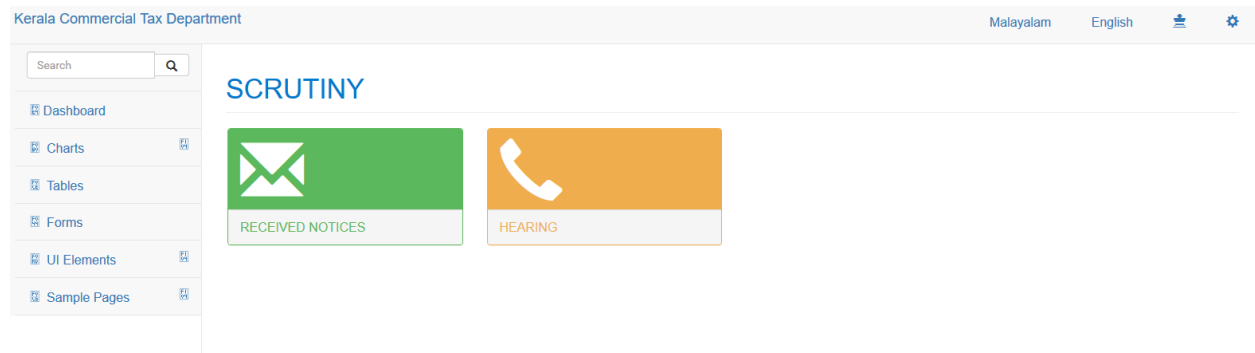 Kerala Commercial Tax Department
Malayalam English
Search
SCRUTINY
Dashboard
Charts
Tables
Forms
UI Elements
Sample Pages
RECEIVED NOTICES
HEARING